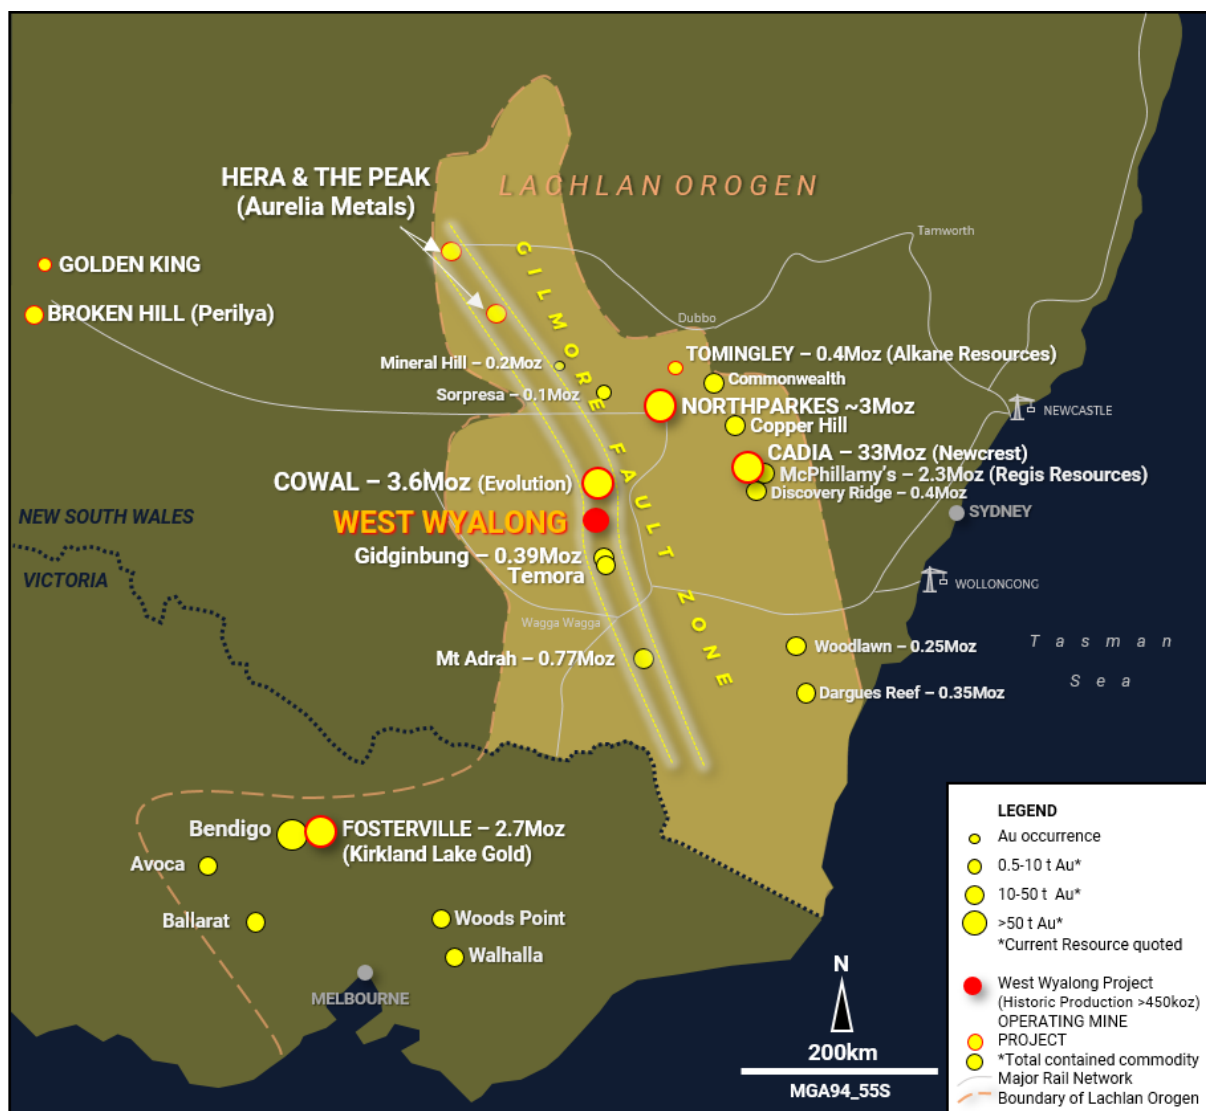 HERA & THE PEAK
(Aurelia Metals)
LACHLAN OROGEN
Tamworth
GOLDEN KING
BROKEN HILL (Perilya)
GILMORE FAULT ZONE
Dubbo
Mineral Hill – 0.2Moz
TOMINGLEY – 0.4Moz (Alkane Resources)
Commonwealth
Sorpresa – 0.1Moz
NORTHPARKES ~3Moz
NEWCASTLE
Copper Hill
CADIA – 33Moz (Newcrest)
McPhillamy's – 2.3Moz (Regis Resources)
COWAL – 3.6Moz (Evolution)
Discovery Ridge – 0.4Moz
NEW SOUTH WALES
WEST WYALONG
SYDNEY
Gidginbung – 0.39Moz
VICTORIA
Temora
WOLLONGONG
Wagga Wagga
Woodlawn – 0.25Moz
Tasman
Sea
Mt Adrah – 0.77Moz
Dargues Reef – 0.35Moz
Bendigo
FOSTERVILLE – 2.7Moz
(Kirkland Lake Gold)
Avoca
Ballarat
Woods Point
Walhalla
MELBOURNE
N
200km
MGA94_55S
LEGEND
Au occurrence
0.5-10 t Au*
10-50 t Au*
>50 t Au*
*Current Resource quoted
West Wyalong Project
(Historic Production >450koz)
OPERATING MINE
PROJECT
*Total contained commodity
Major Rail Network
Boundary of Lachlan Orogen